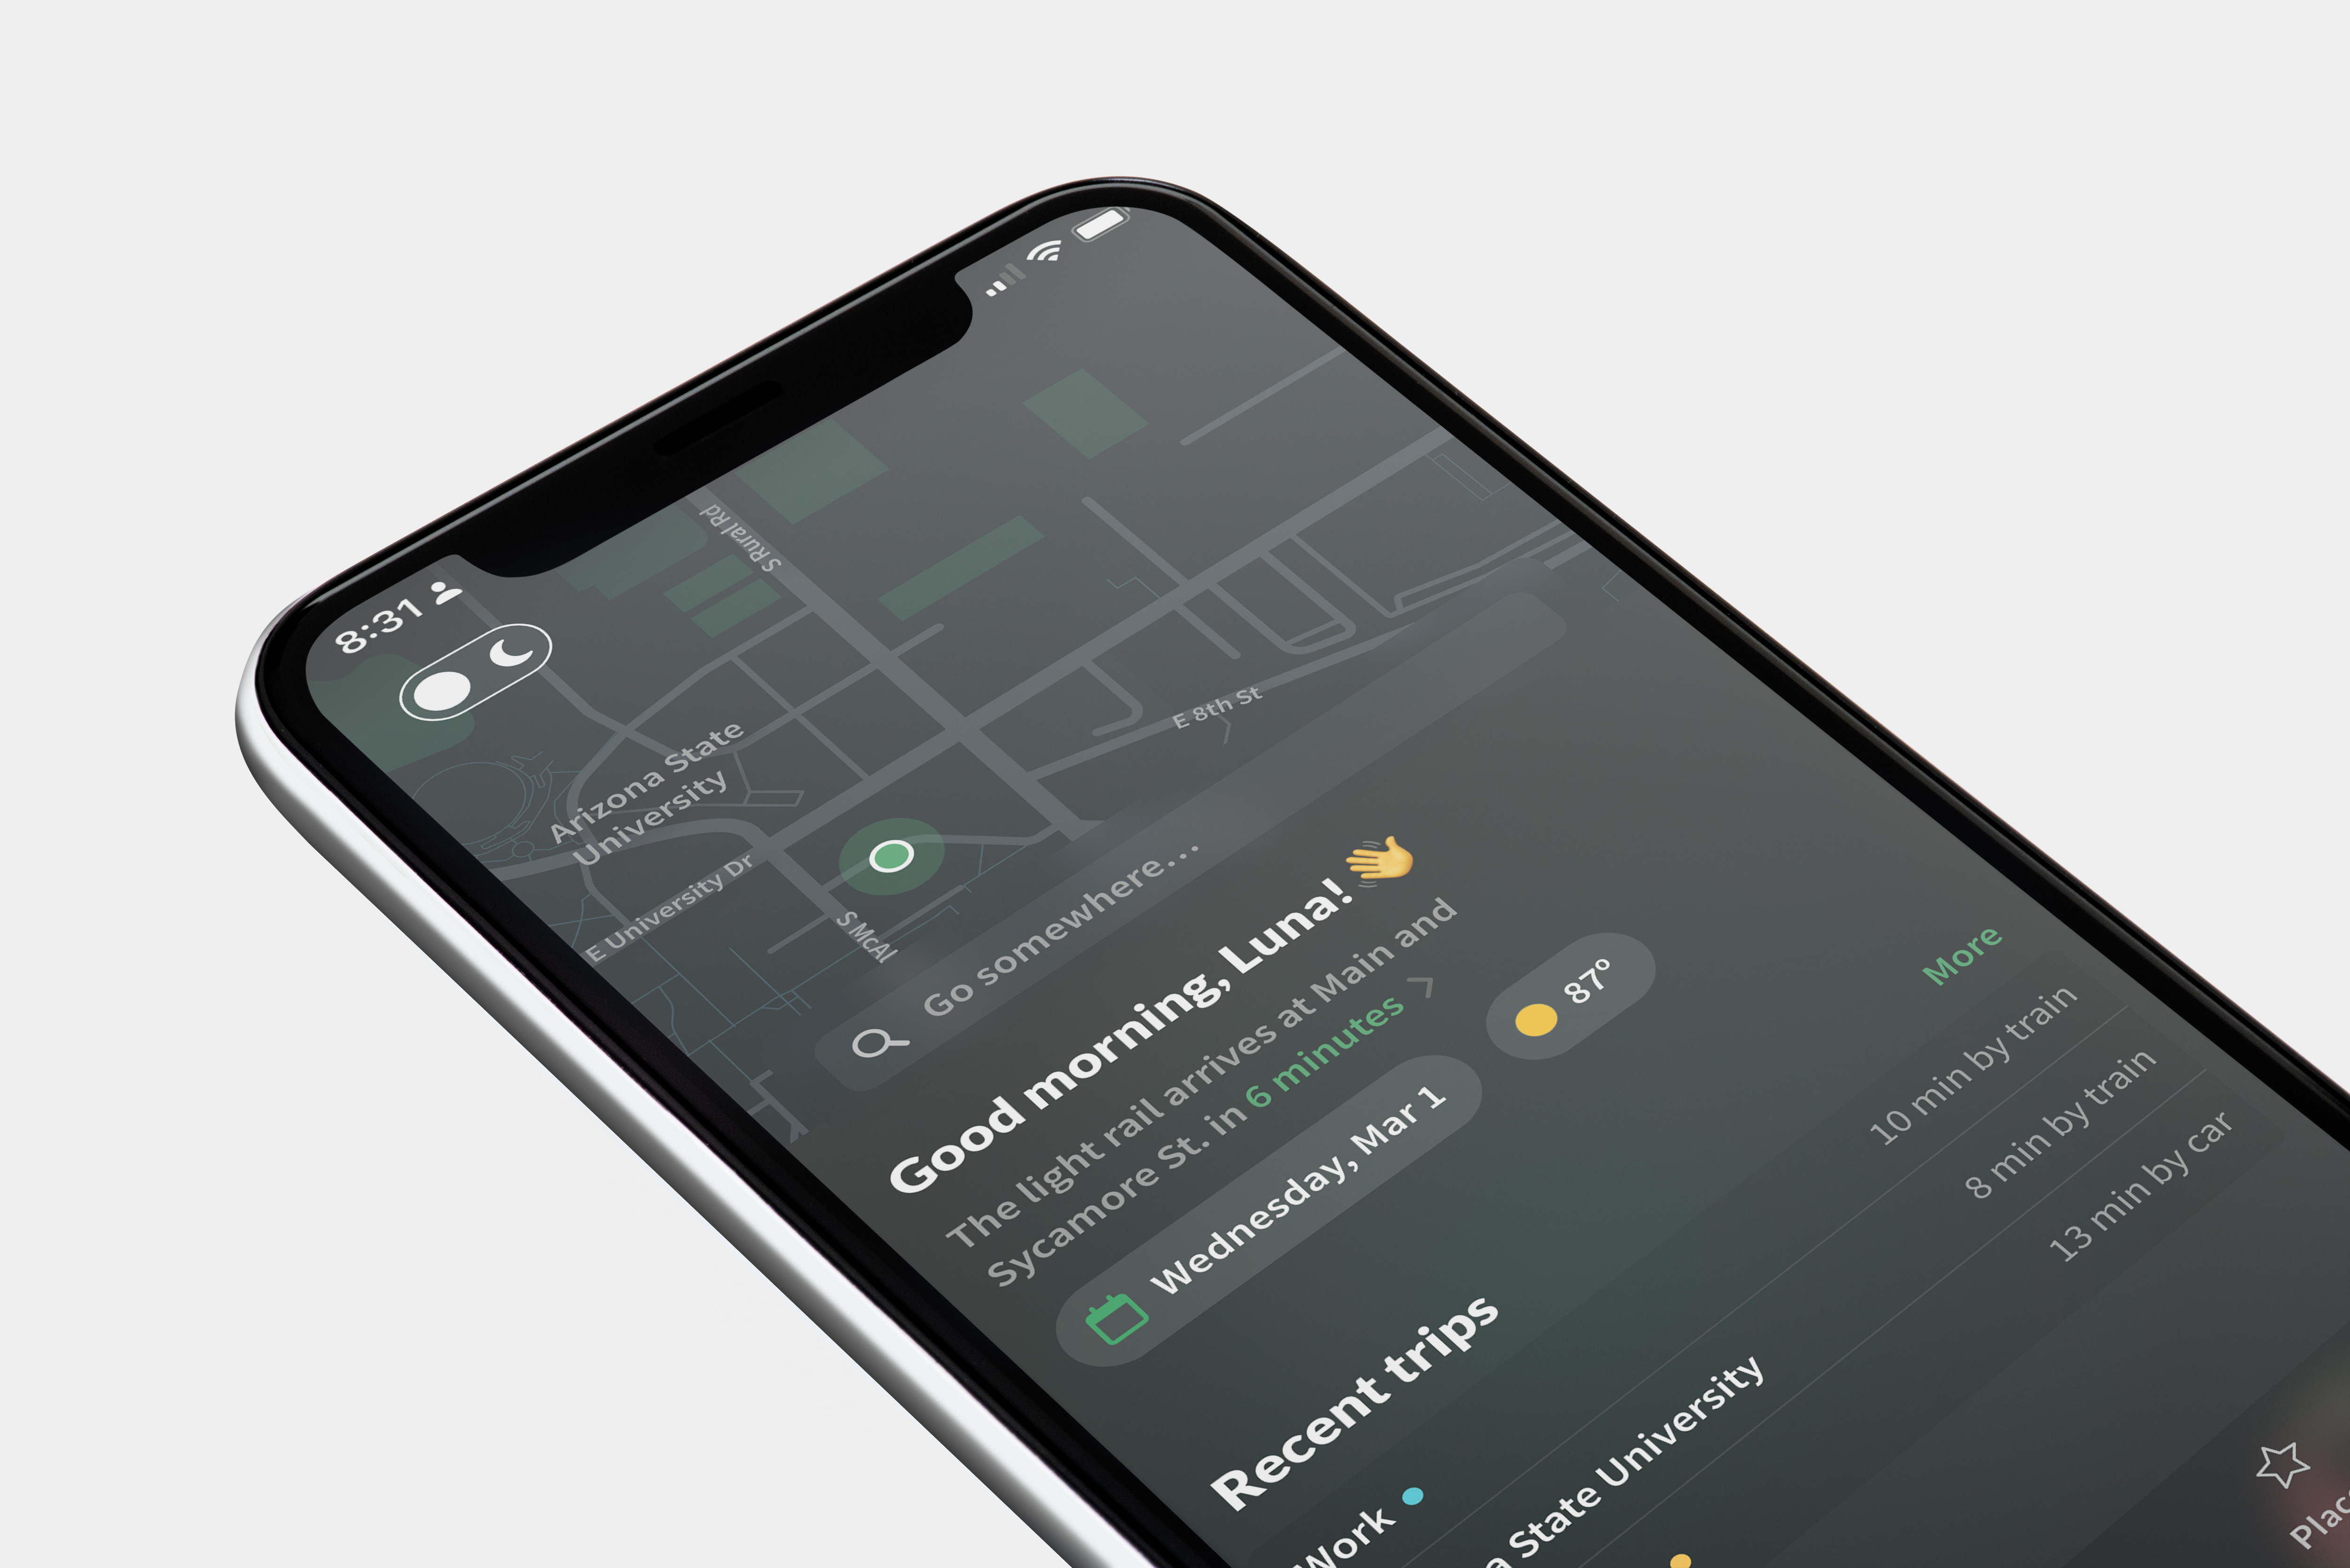 8:31
S Rural Rd
Arizona State
University
E 8th St
E University Dr
S McAl
Go somewhere...
Good morning, Luna! 👋
The light rail arrives at Main and
Sycamore St. in 6 minutes
Wednesday, Mar 1
87°
Recent trips
More
Work
10 min by train
a State University
8 min by train
13 min by car
Plac